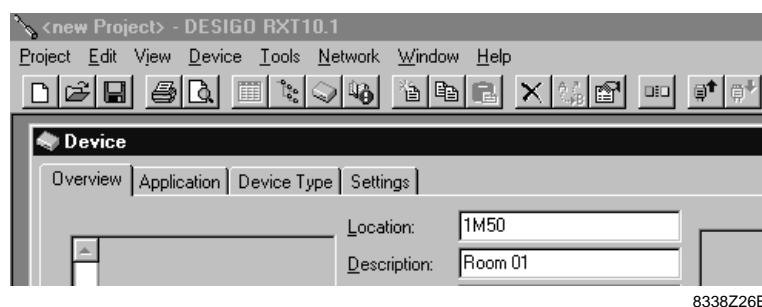 <new Project> - DESIGO RXT10.1
Project Edit View Device Tools Network Window Help
Device
Overview Application Device Type Settings
Location: 1M50
Description: Room 01
8338Z26E